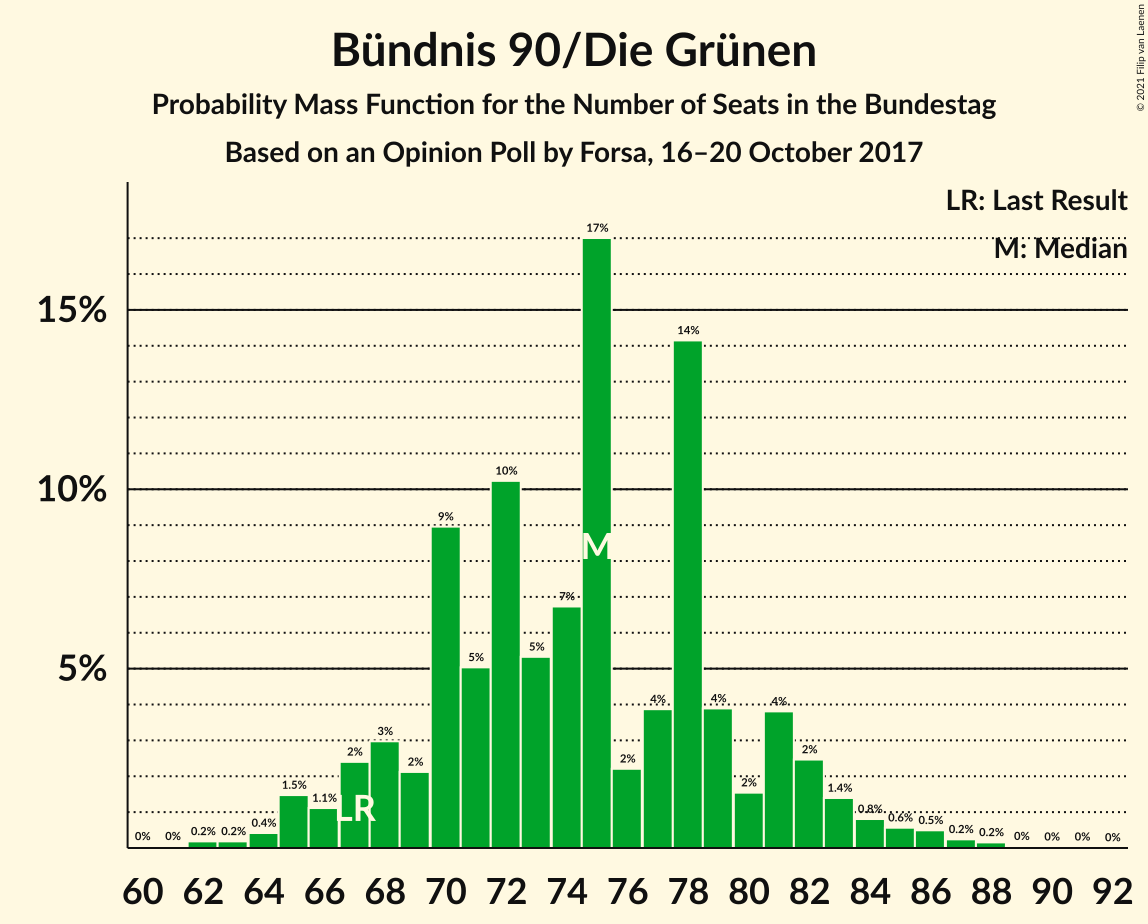 Bündnis 90/Die Grünen
Probability Mass Function for the Number of Seats in the Bundestag
Based on an Opinion Poll by Forsa, 16–20 October 2017
© 2021 Filip van Laenen
LR: Last Result
M: Median
15%
10%
5%
0% 0% 0.2% 0.2% 0.4% 1.5% 1.1% 2% 3% 2% 9% 5% 10% 5% 7% 17% 2% 4% 14% 4% 2% 4% 2% 1.4% 0.8% 0.6% 0.5% 0.2% 0.2% 0% 0% 0% 0%
LR
M
60 62 64 66 68 70 72 74 76 78 80 82 84 86 88 90 92